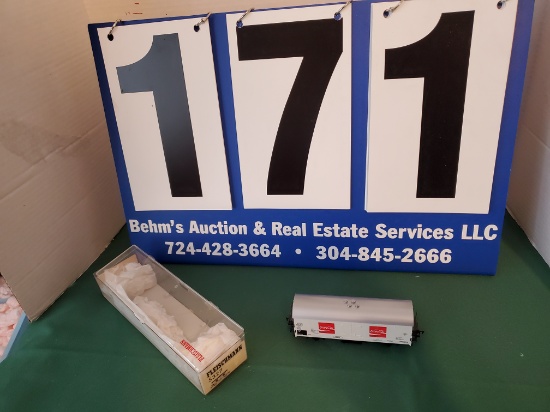 171
Behm's Auction & Real Estate Services LLC
724-428-3664 • 304-845-2666
FLEISCHMANN